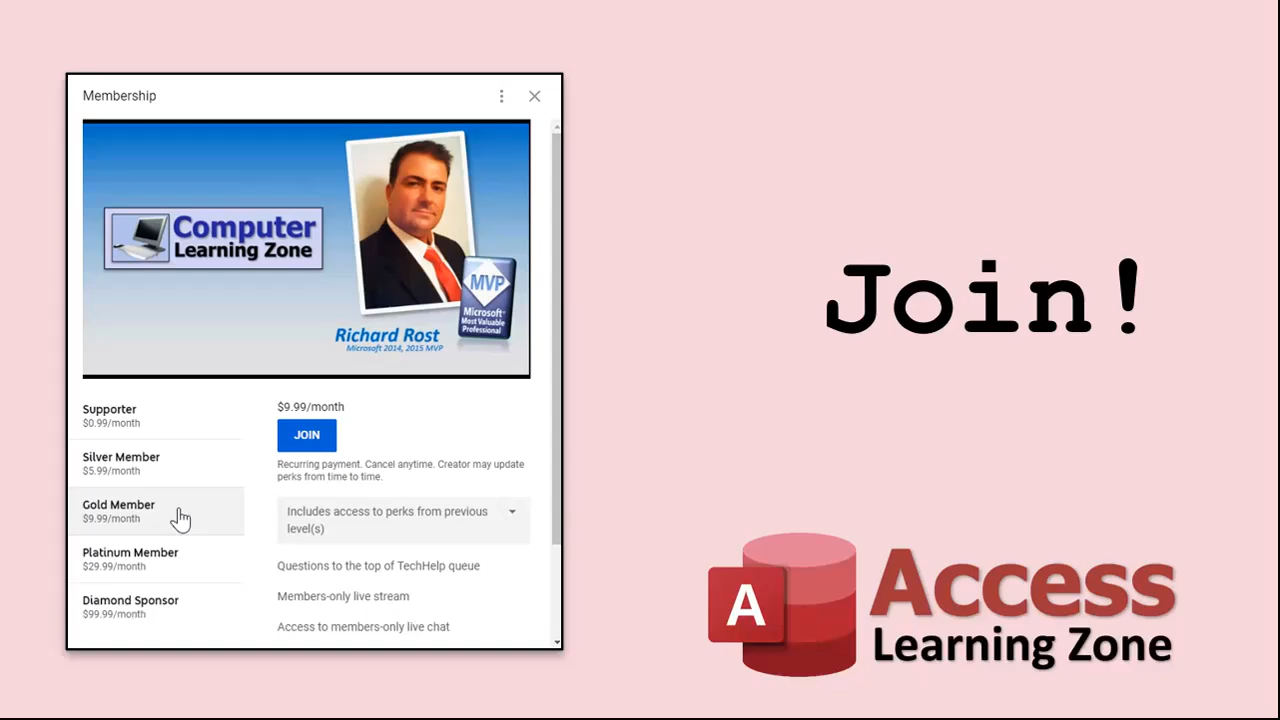 Membership
Computer
Learning Zone
MVP
Microsoft®
Most Valuable
Professional
Richard Rost
Microsoft 2014, 2015 MVP
Supporter
$0.99/month
Silver Member
$5.99/month
Gold Member
$9.99/month
Platinum Member
$29.99/month
Diamond Sponsor
$99.99/month
$9.99/month
JOIN
Recurring payment. Cancel anytime. Creator may update
perks from time to time.
Includes access to perks from previous
level(s)
Questions to the top of TechHelp queue
Members-only live stream
Access to members-only live chat
Join!
A
Access
Learning Zone